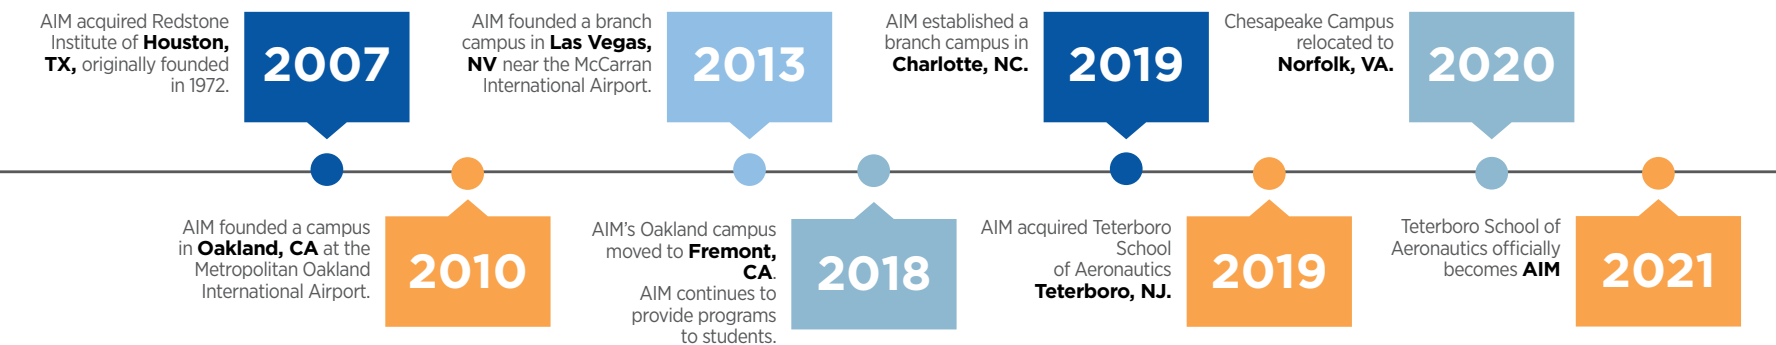 AIM acquired Redstone
Institute of Houston,
TX, originally founded
in 1972.
2007
AIM founded a campus
in Oakland, CA at the
Metropolitan Oakland
International Airport.
2010
AIM founded a branch
campus in Las Vegas,
NV near the McCarran
International Airport.
2013
AIM’s Oakland campus
moved to Fremont,
CA.
AIM continues to
provide programs
to students.
2018
AIM established a
branch campus in
Charlotte, NC.
2019
AIM acquired Teterboro
School
of Aeronautics
Teterboro, NJ.
2019
Chesapeake Campus
relocated to
Norfolk, VA.
2020
Teterboro School of
Aeronautics officially
becomes AIM
2021